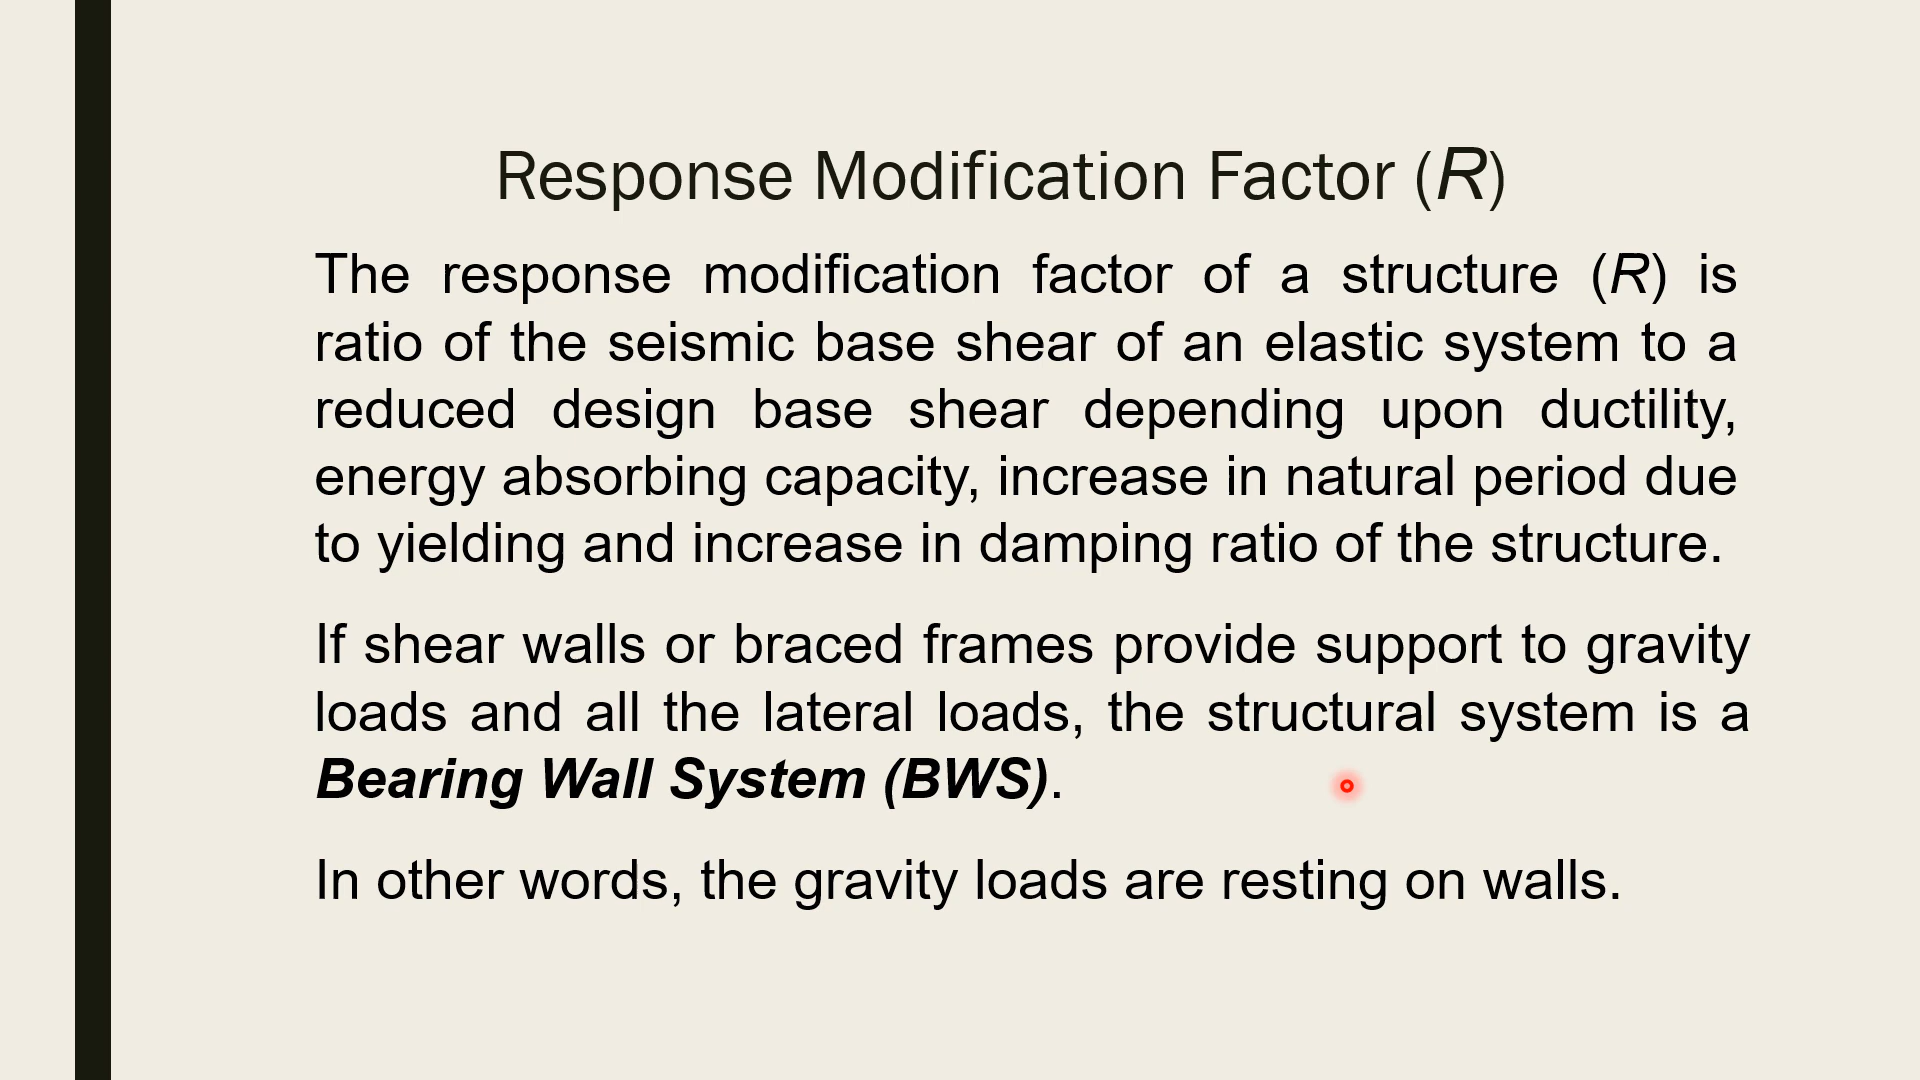 Response Modification Factor (R)
The response modification factor of a structure (R) is
ratio of the seismic base shear of an elastic system to a
reduced design base shear depending upon ductility,
energy absorbing capacity, increase in natural period due
to yielding and increase in damping ratio of the structure.
If shear walls or braced frames provide support to gravity
loads and all the lateral loads, the structural system is a
Bearing Wall System (BWS).
In other words, the gravity loads are resting on walls.